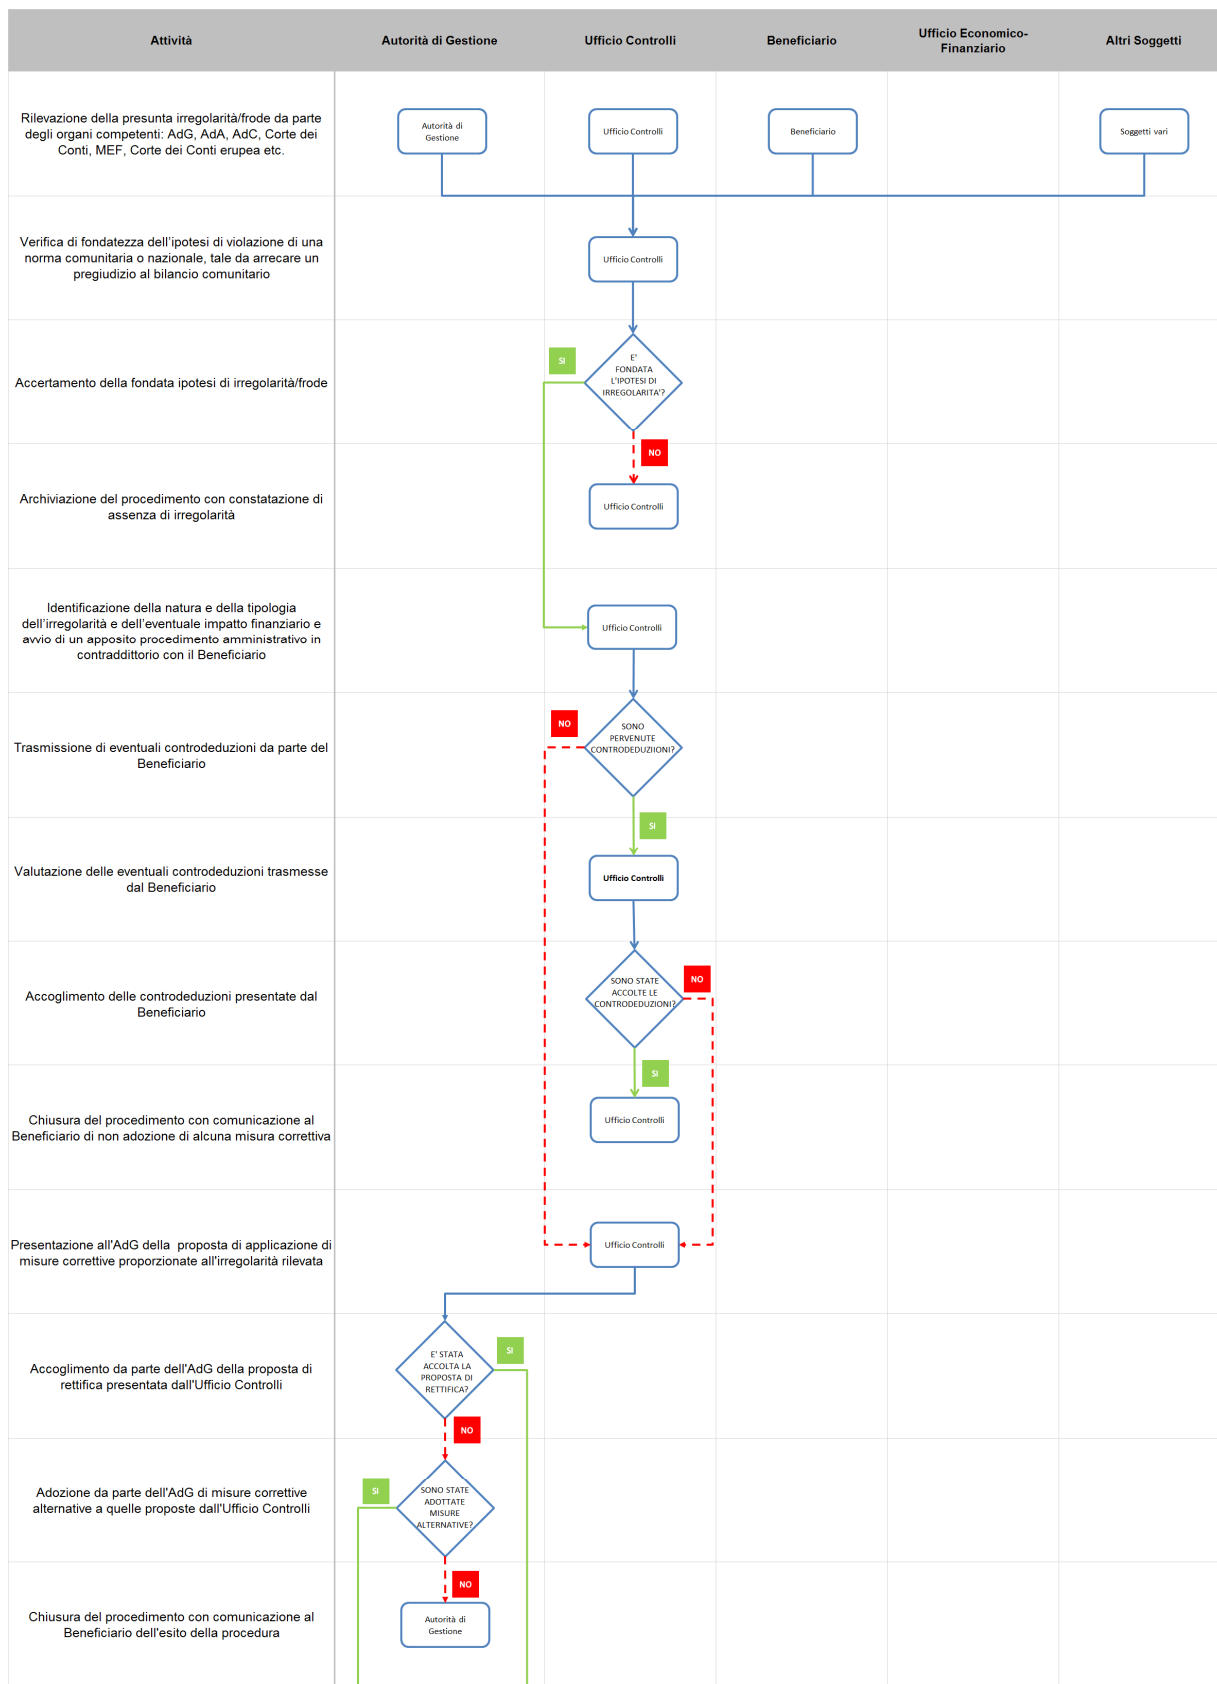 Attività
Autorità di Gestione
Ufficio Controlli
Beneficiario
Ufficio Economico-
Finanziario
Altri Soggetti
Rilevazione della presunta irregolarità/frode da parte
degli organi competenti: AdG, AdA, AdC, Corte dei
Conti, MEF, Corte dei Conti erupea etc.
Autorità di
Gestione
Ufficio Controlli
Beneficiario
Soggetti vari
Verifica di fondatezza dell'ipotesi di violazione di una
norma comunitaria o nazionale, tale da arrecare un
pregiudizio al bilancio comunitario
Ufficio Controlli
Accertamento della fondata ipotesi di irregolarità/frode
SI
E'
FONDATA
L'IPOTESI DI
IRREGOLARITA'?
NO
Archiviazione del procedimento con constatazione di
assenza di irregolarità
Ufficio Controlli
Identificazione della natura e della tipologia
dell'irregolarità e dell'eventuale impatto finanziario e
avvio di un apposito procedimento amministrativo in
contraddittorio con il Beneficiario
Ufficio Controlli
Trasmissione di eventuali controdeduzioni da parte del
Beneficiario
NO
SONO
PERVENUTE
CONTRODEDUZIIONI?
SI
Valutazione delle eventuali controdeduzioni trasmesse
dal Beneficiario
Ufficio Controlli
Accoglimento delle controdeduzioni presentate dal
Beneficiario
SONO STATE
ACCOLTE LE
CONTRODEDUZIONI?
NO
SI
Chiusura del procedimento con comunicazione al
Beneficiario di non adozione di alcuna misura correttiva
Ufficio Controlli
Presentazione all'AdG della  proposta di applicazione di
misure correttive proporzionate all'irregolarità rilevata
Ufficio Controlli
Accoglimento da parte dell'AdG della proposta di
rettifica presentata dall'Ufficio Controlli
E' STATA
ACCOLTA LA
PROPOSTA DI
RETTIFICA?
SI
NO
Adozione da parte dell'AdG di misure correttive
alternative a quelle proposte dall'Ufficio Controlli
SI
SONO STATE
ADOTTATE
MISURE
ALTERNATIVE?
NO
Chiusura del procedimento con comunicazione al
Beneficiario dell'esito della procedura
Autorità di
Gestione